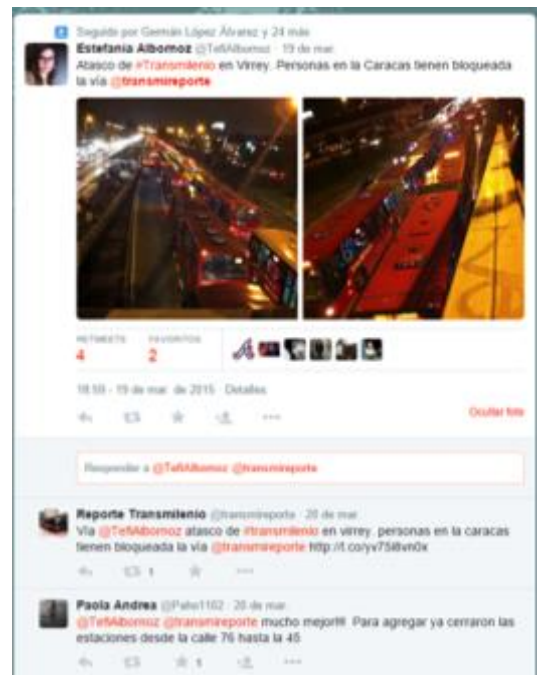 Seguido por Germán López Álvarez y 24 más
Estefanía Albornoz @TefiAlbornoz · 19 de mar.
Atasco de #Transmilenio en Virrey. Personas en la Caracas tienen bloqueada
la vía @transmireporte
RETWEETS FAVORITOS
4 2
18:59 - 19 de mar. de 2015 · Detalles
Ocultar foto
Responder a @TefiAlbornoz @transmireporte
Reporte Transmilenio @transmireporte · 20 de mar.
Vía @TefiAlbornoz atasco de #transmilenio en virrey. personas en la caracas
tienen bloqueada la vía @transmireporte
1
Paola Andrea @Paho1102 · 20 de mar.
@TefiAlbornoz @transmireporte mucho mejor!!! Para agregar ya cerraron las
estaciones desde la calle 76 hasta la 45
1